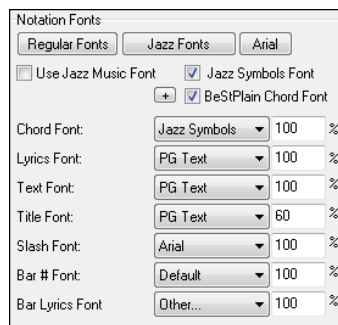 Notation Fonts
Regular Fonts Jazz Fonts Arial
Use Jazz Music Font Jazz Symbols Font
+ BeStPlain Chord Font
Chord Font: Jazz Symbols 100 %
Lyrics Font: PG Text 100 %
Text Font: PG Text 100 %
Title Font: PG Text 60 %
Slash Font: Arial 100 %
Bar # Font: Default 100 %
Bar Lyrics Font Other... 100 %